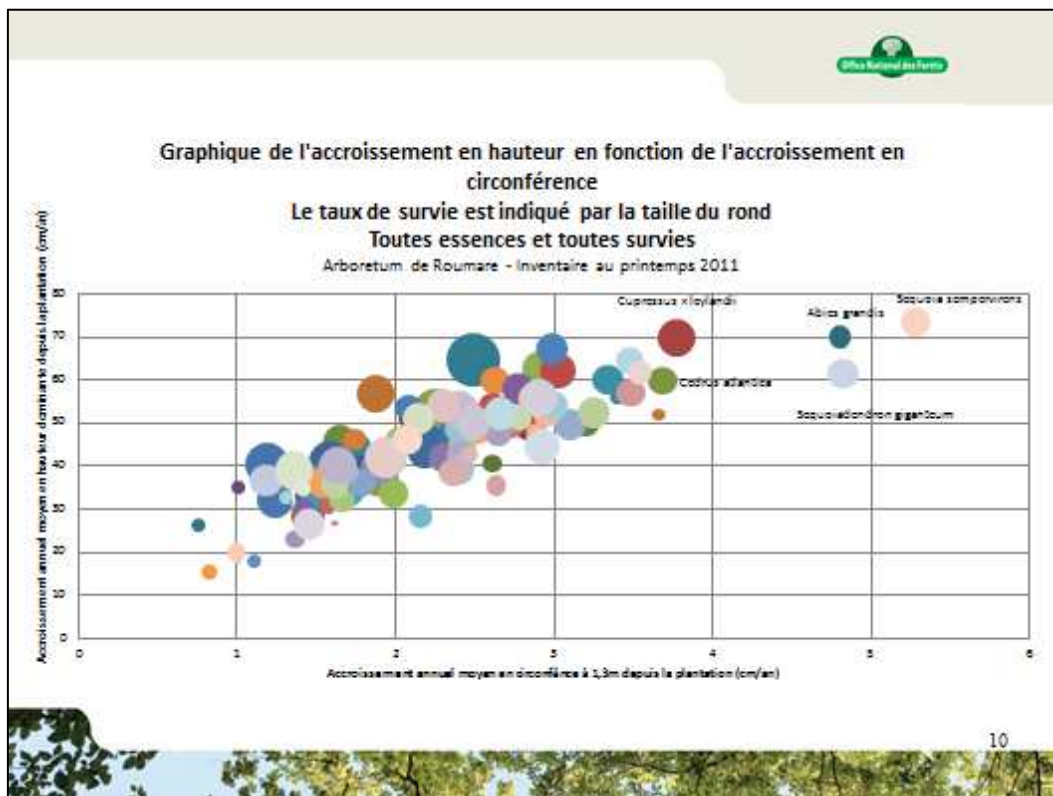 Office National des Forêts
Graphique de l'accroissement en hauteur en fonction de l'accroissement en
circonférence
Le taux de survie est indiqué par la taille du rond
Toutes essences et toutes survies
Arboretum de Roumare - Inventaire au printemps 2011
Accroissement annuel moyen en hauteur dominante depuis la plantation (cm/an)
80
70
60
50
40
30
20
10
0
Cupressus x leylandii
Abies grandis
Sequoia sempervirens
Cedrus atlantica
Sequoiadendron giganteum
0 1 2 3 4 5 6
Accroissement annuel moyen en circonférence à 1,3m depuis la plantation (cm/an)
10